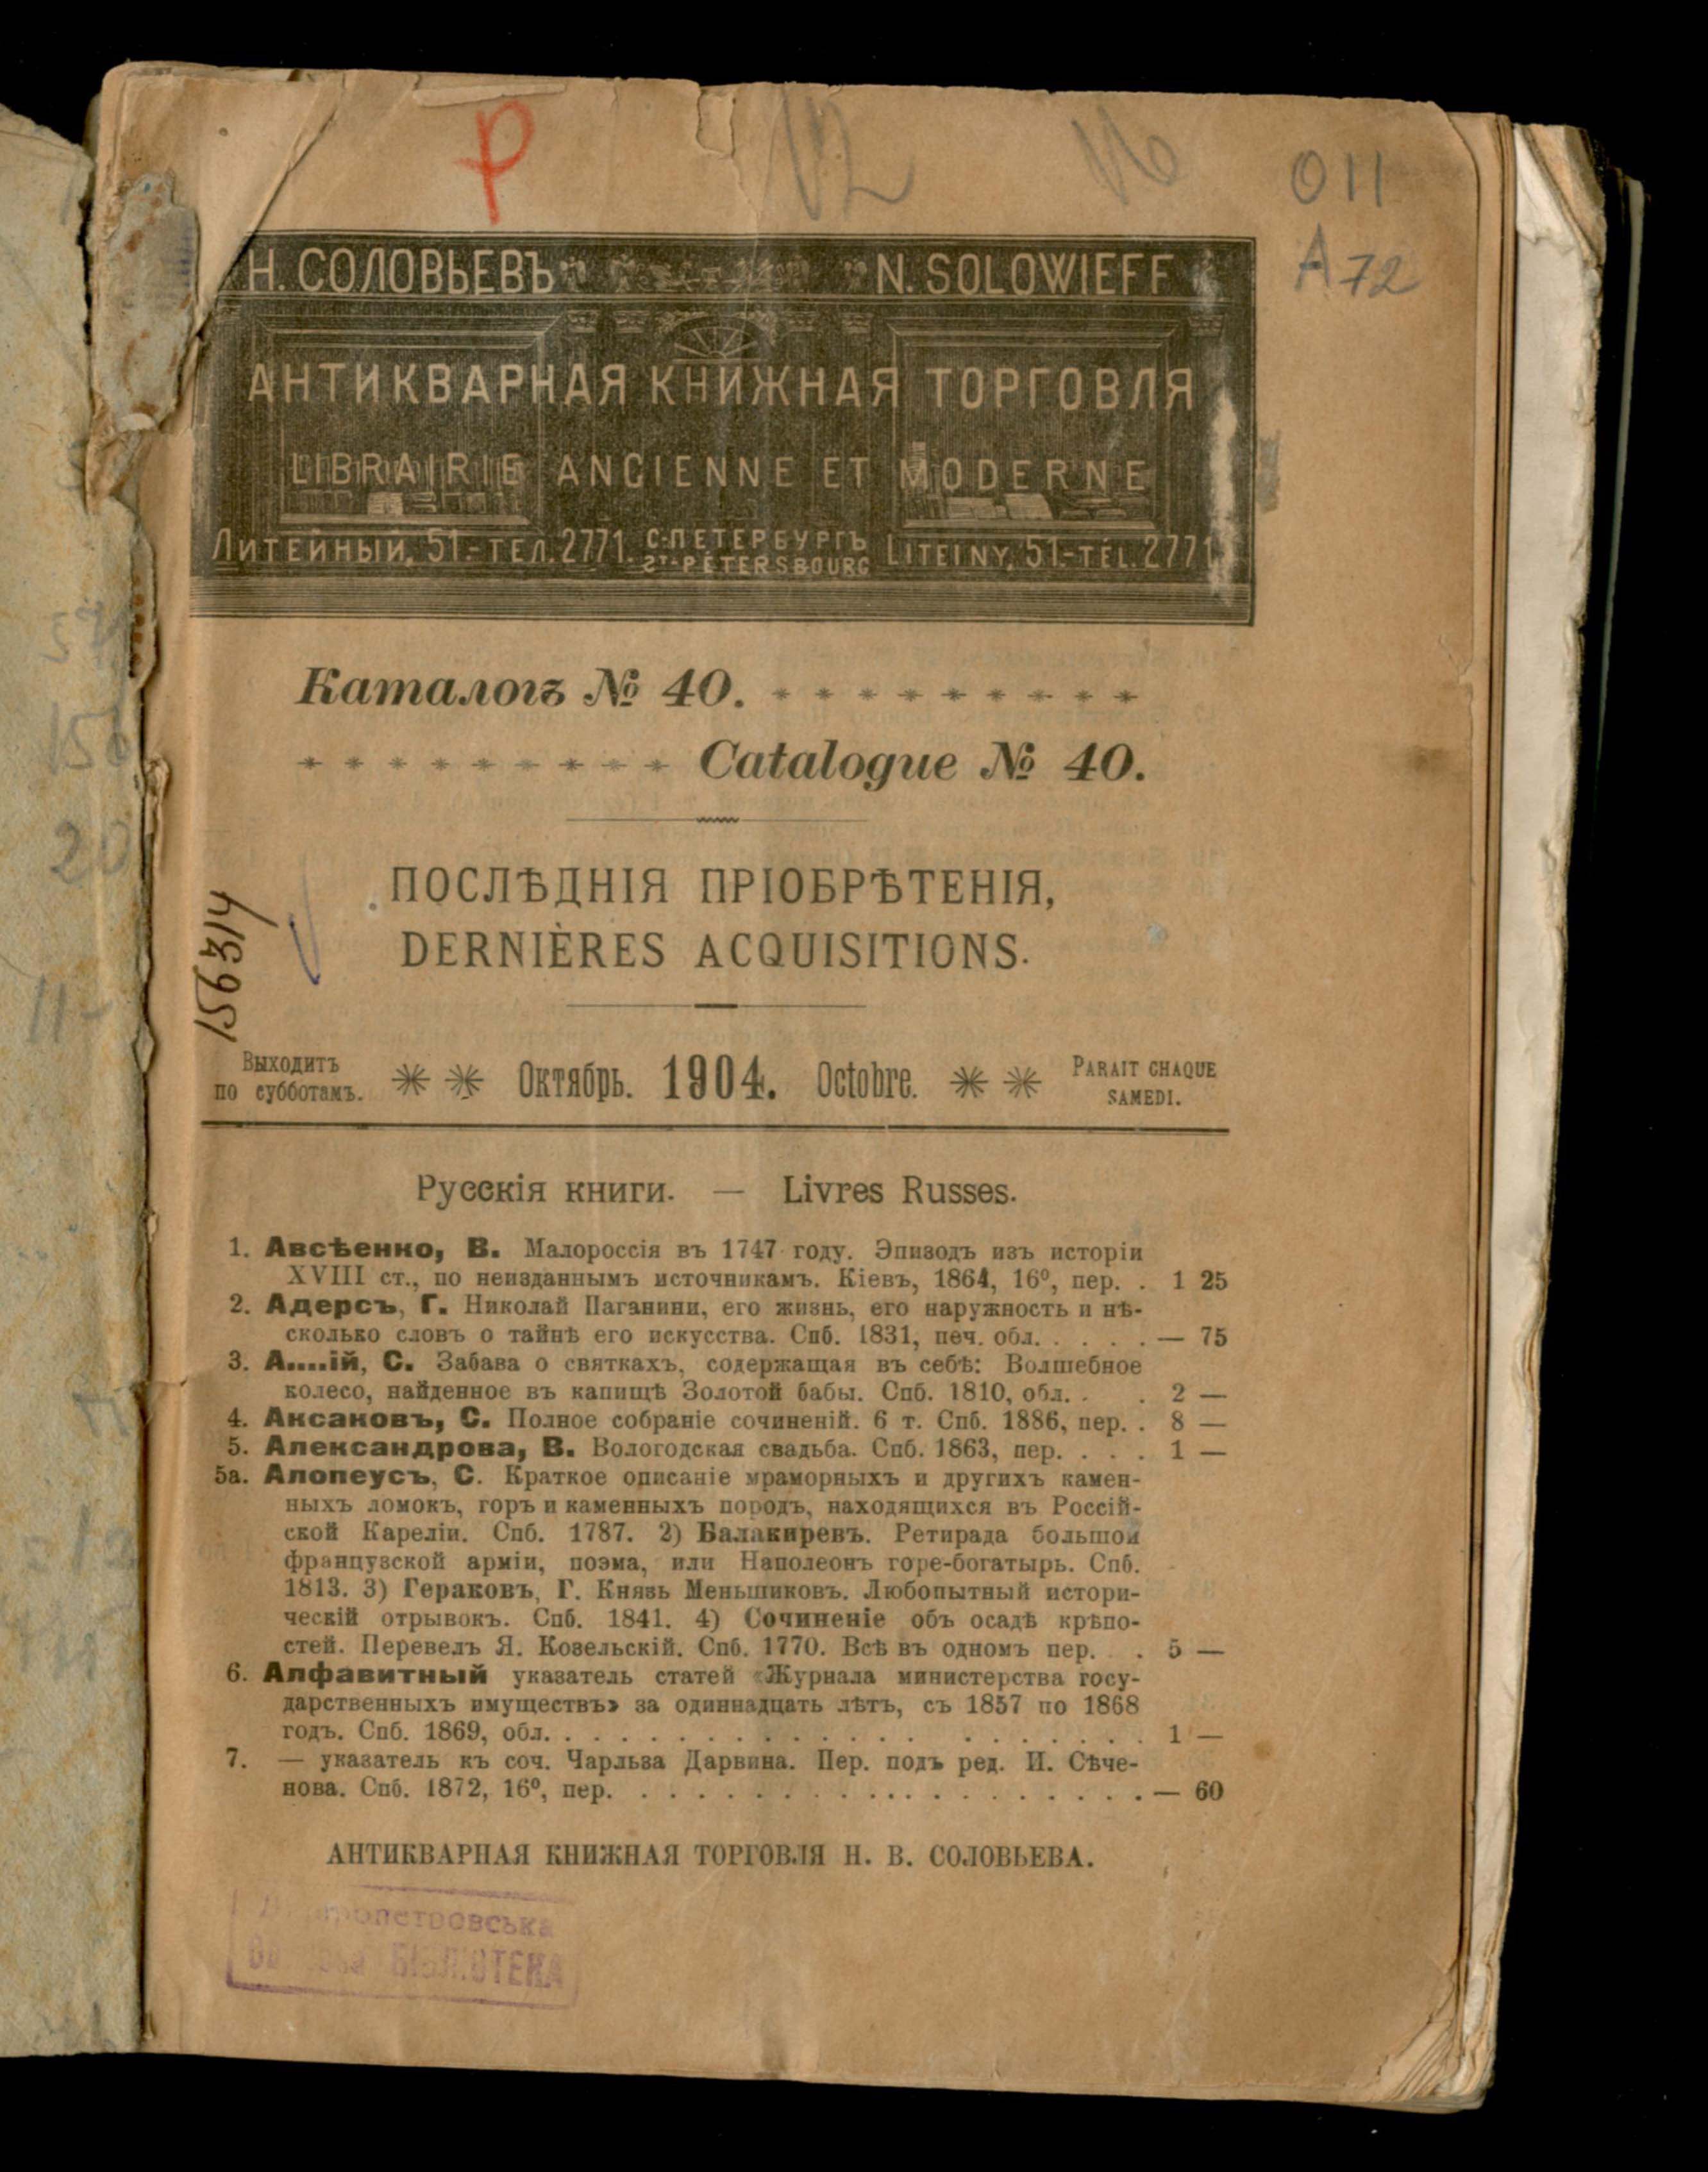 р
12
16
011
А 72
Н. СОЛОВЬЕВЪ N. SOLOWIEFF
АНТИКВАРНАЯ КНИЖНАЯ ТОРГОВЛЯ
LIBRAIRIE ANCIENNE ET MODERNE
ЛИТЕЙНЫЙ, 51.-ТЕЛ. 2771. С-ПЕТЕРБУРГЪ LITEINY, 51.-TÉL. 2771.
ST-PÉTERSBOURG
Каталогъ № 40.
Catalogue № 40.
ПОСЛѢДНІЯ ПРІОБРѢТЕНІЯ,
DERNIÈRES ACQUISITIONS.
156314
Выходитъ по субботамъ. Октябрь. 1904. Octobre. PARAIT CHAQUE SAMEDI.
Русскія книги. — Livres Russes.
1. Авсѣенко, В. Малороссія въ 1747 году. Эпизодъ изъ исторіи
XVIII ст., по неизданнымъ источникамъ. Кіевъ, 1864, 16⁰, пер. . 1 25
2. Адерсъ, Г. Николай Паганини, его жизнь, его наружность и нѣ-
сколько словъ о тайнѣ его искусства. Спб. 1831, печ. обл. . . . . — 75
3. А....ій, С. Забава о святкахъ, содержащая въ себѣ: Волшебное
колесо, найденное въ капищѣ Золотой бабы. Спб. 1810, обл. . . 2 —
4. Аксаковъ, С. Полное собраніе сочиненій. 6 т. Спб. 1886, пер. . 8 —
5. Александрова, В. Вологодская свадьба. Спб. 1863, пер. . . . 1 —
5а. Алопеусъ, С. Краткое описаніе мраморныхъ и другихъ камен-
ныхъ ломокъ, горъ и каменныхъ породъ, находящихся въ Россій-
ской Кареліи. Спб. 1787. 2) Балакиревъ. Ретирада большой
французской арміи, поэма, или Наполеонъ горе-богатырь. Спб.
1813. 3) Гераковъ, Г. Князь Меньшиковъ. Любопытный истори-
ческій отрывокъ. Спб. 1841. 4) Сочиненіе объ осадѣ крѣпо-
стей. Перевелъ Я. Козельскій. Спб. 1770. Всѣ въ одномъ пер. . 5 —
6. Алфавитный указатель статей «Журнала министерства госу-
дарственныхъ имуществъ» за одиннадцать лѣтъ, съ 1857 по 1868
годъ. Спб. 1869, обл. . . . . . . . . . . . . . . . . . . . . 1 —
7. — указатель къ соч. Чарльза Дарвина. Пер. подъ ред. И. Сѣче-
нова. Спб. 1872, 16⁰, пер. . . . . . . . . . . . . . . . . . . — 60
АНТИКВАРНАЯ КНИЖНАЯ ТОРГОВЛЯ Н. В. СОЛОВЬЕВА.
БІБЛІОТЕКА